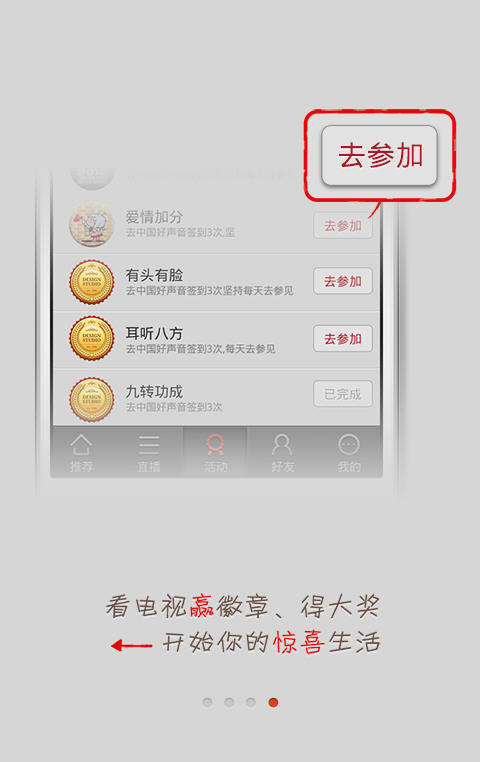 去参加
爱情加分
去中国好声音签到3次,坚
去参加
DESIGN
STUDIO
有头有脸
去中国好声音签到3次坚持每天去参见
去参加
DESIGN
STUDIO
耳听八方
去中国好声音签到3次,每天去参见
去参加
DESIGN
STUDIO
九转功成
去中国好声音签到3次
已完成
推荐 直播 活动 好友 我的
看电视赢徽章、得大奖
开始你的惊喜生活